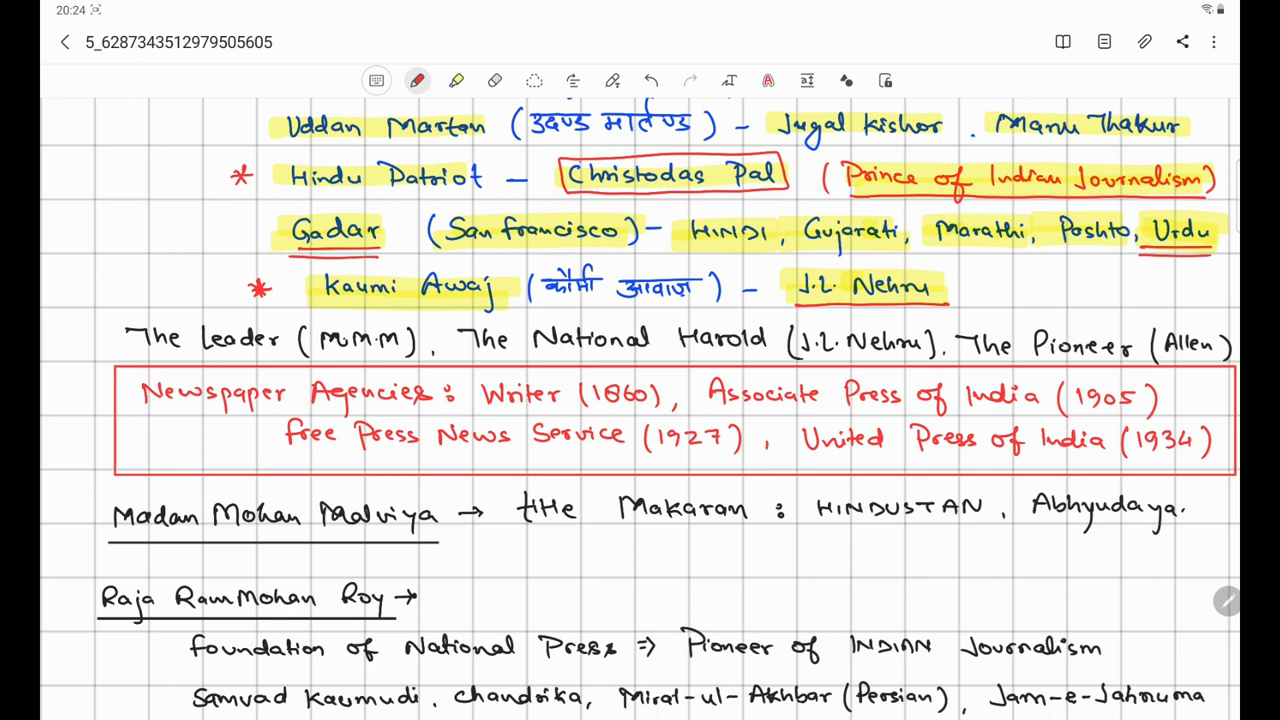 20:24
5_6287343512979505605
Uddan Martan (उदण्ड मार्तण्ड) - Jugal Kishor. Manu Thakur
* Hindu Patriot - Christodas Pal (Prince of Indian Journalism)
Gadar (San francisco) - HINDI, Gujarati, Marathi, Poshto, Urdu
* Kaumi Awaj (कौमी आवाज़) - J.L. Nehru
The Leader (M.M.M), The National Harold (J.L. Nehru), The Pioneer (Allen)
Newspaper Agencies: Writer (1860), Associate Press of India (1905)
free Press News Service (1927), United Press of India (1934)
Madan Mohan Malviya → title Makaran : HINDUSTAN, Abhyudaya.
Raja RamMohan Roy →
foundation of National Press ⇒ Pioneer of INDIAN Journalism
Samvad Kaumudi, Chandrika, Miral-ul-Akhbar (Persian), Jam-e-Jahnuma